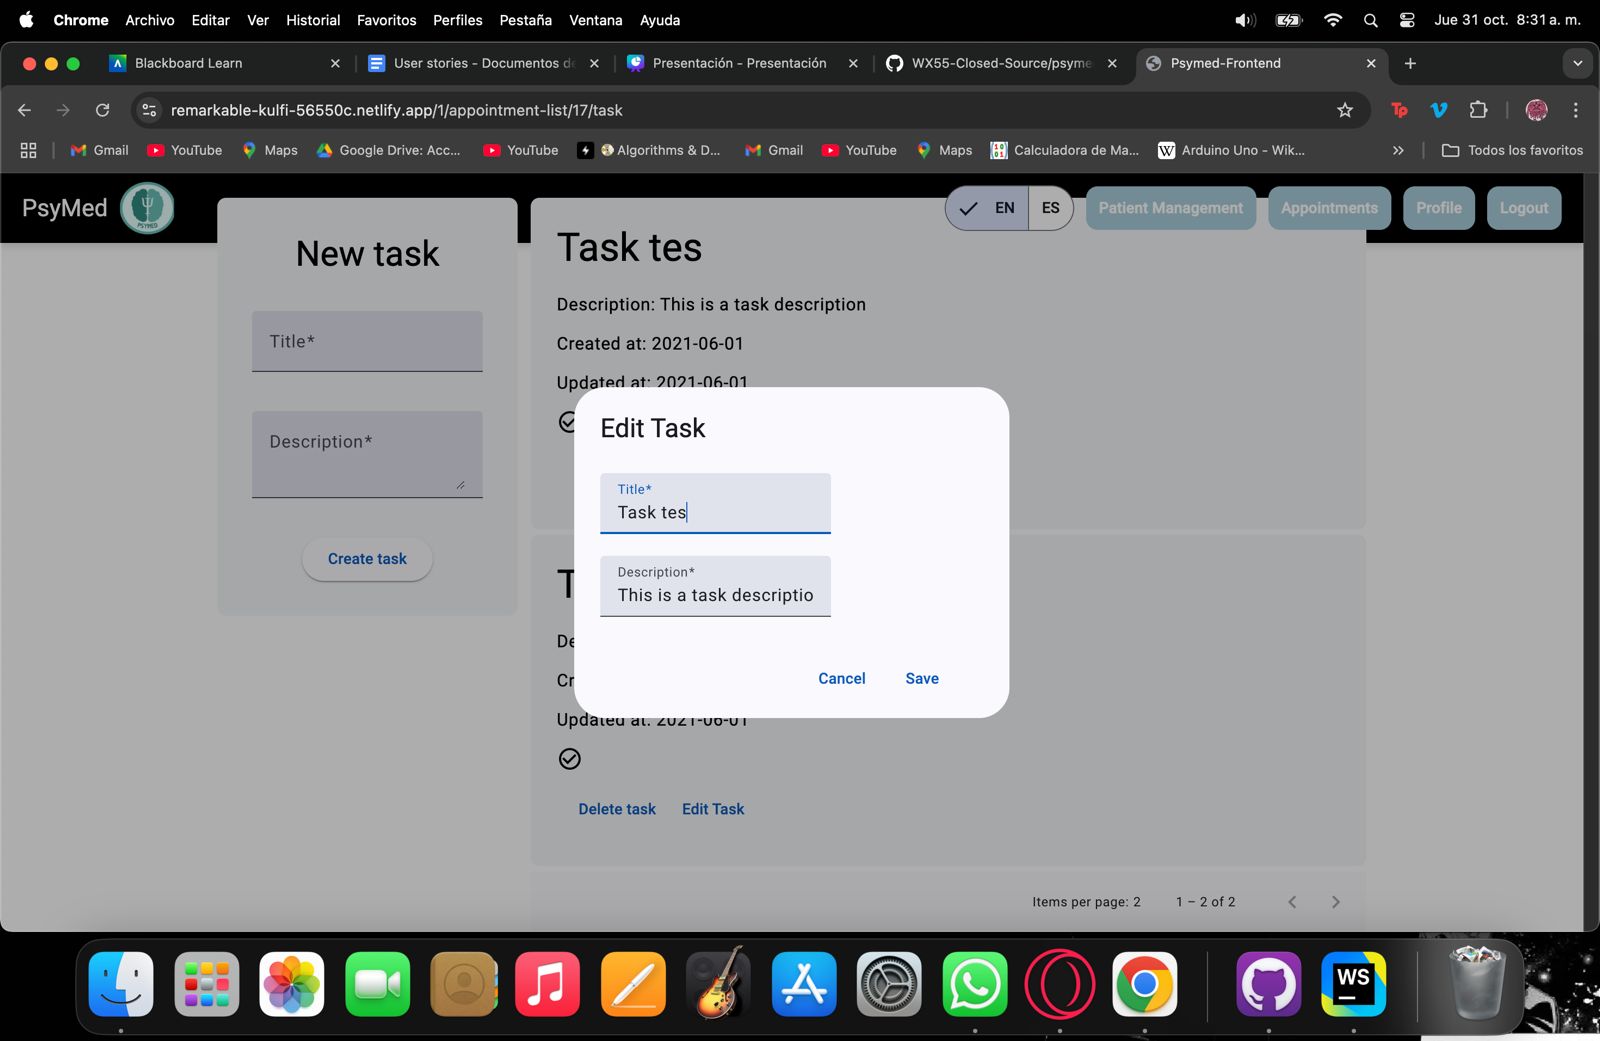 Chrome Archivo Editar Ver Historial Favoritos Perfiles Pestaña Ventana Ayuda Jue 31 oct. 8:31 a. m.
Blackboard Learn User stories - Documentos de Presentación - Presentación WX55-Closed-Source/psyme Psymed-Frontend
remarkable-kulfi-56550c.netlify.app/1/appointment-list/17/task
Gmail YouTube Maps Google Drive: Acc... YouTube Algorithms & D... Gmail YouTube Maps Calculadora de Ma... Arduino Uno - Wik... Todos los favoritos
PsyMed EN ES Patient Management Appointments Profile Logout
New task
Title*
Description*
Create task
Task tes
Description: This is a task description
Created at: 2021-06-01
Updated at: 2021-06-01
Edit Task
Title*
Task tes
Description*
This is a task descriptio
Cancel Save
T
De
Cr
Updated at: 2021-06-01
Delete task Edit Task
Items per page: 2 1 – 2 of 2
WS